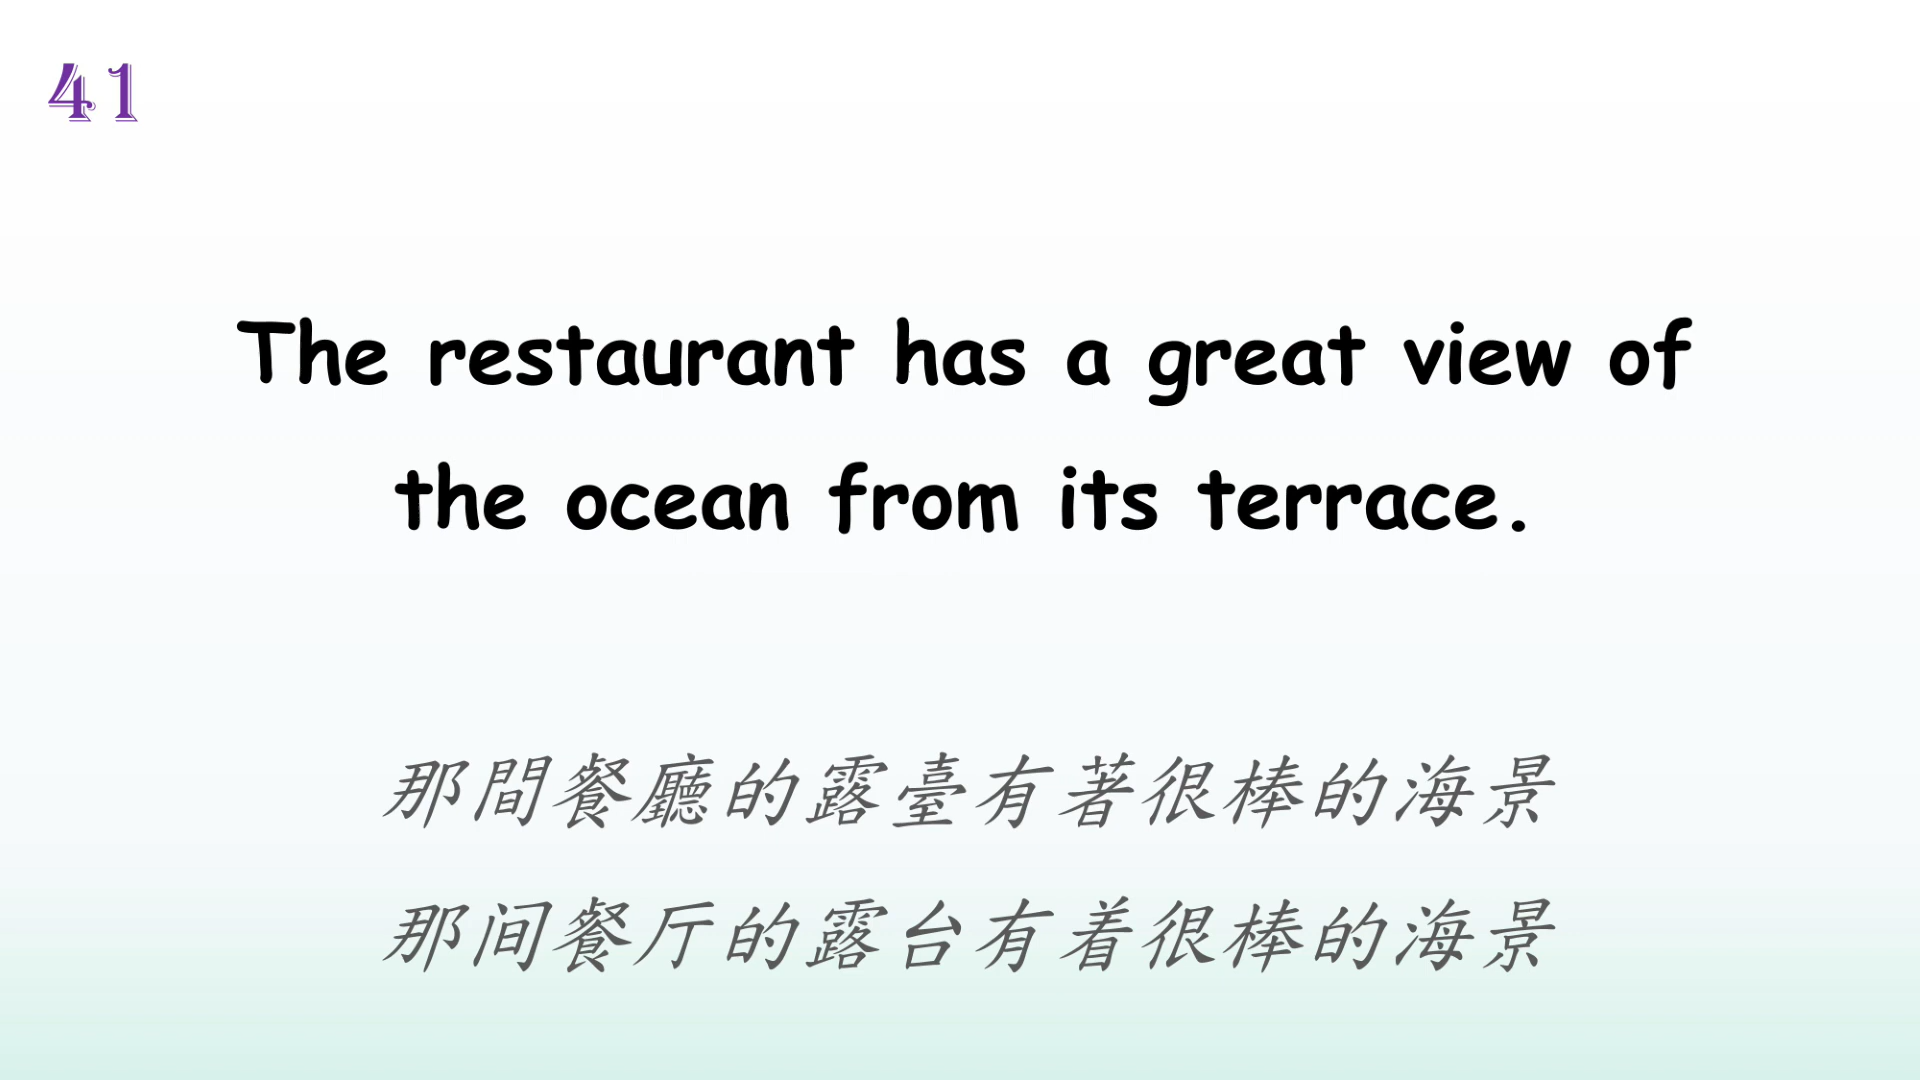 41
The restaurant has a great view of
the ocean from its terrace.
那間餐廳的露臺有著很棒的海景
那间餐厅的露台有着很棒的海景